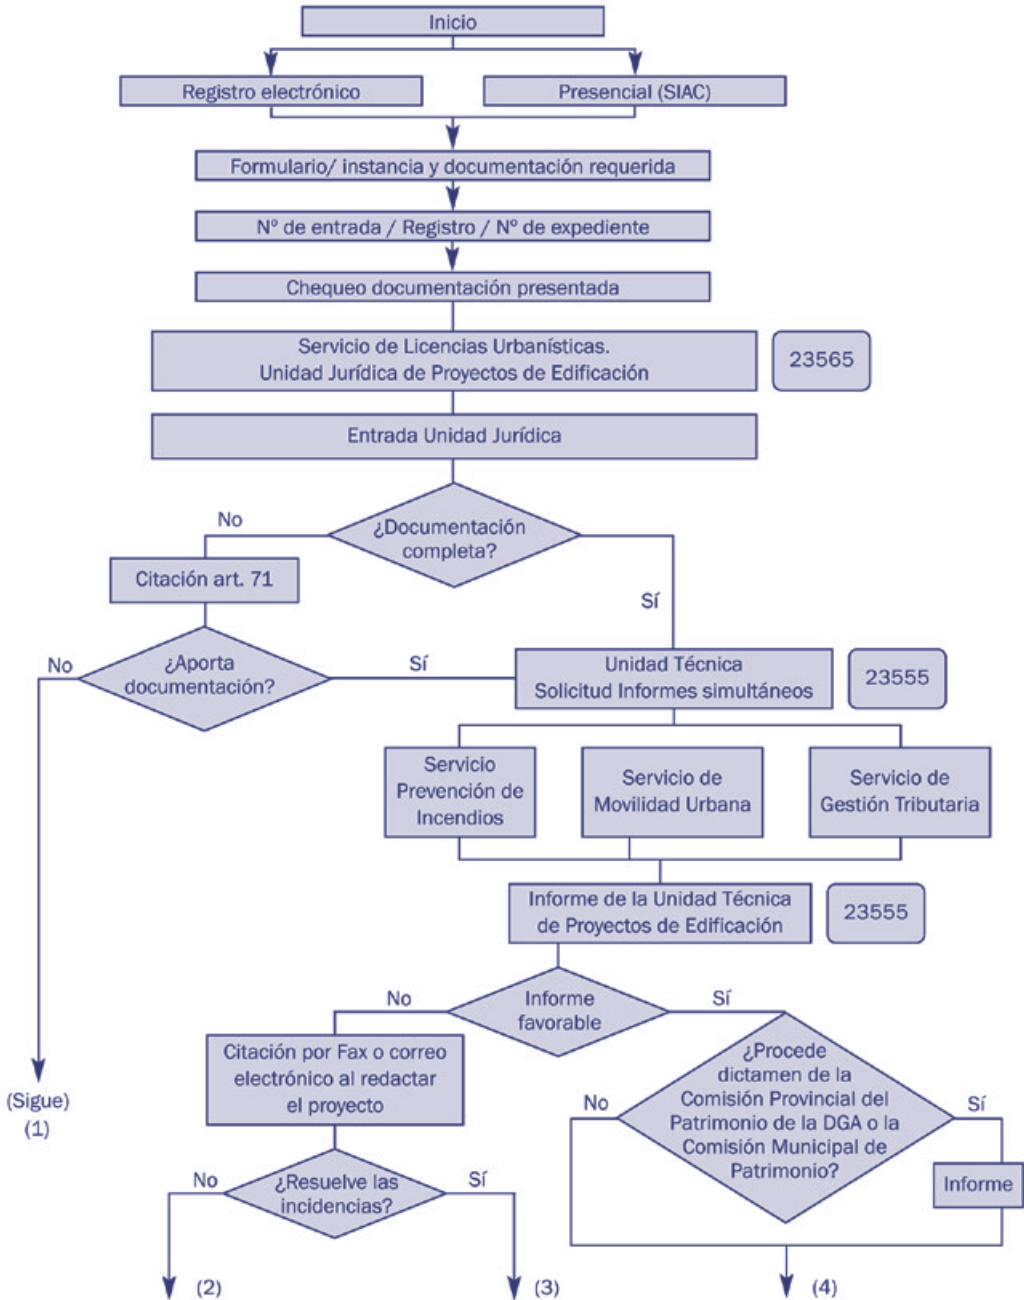 Inicio
Registro electrónico
Presencial (SIAC)
Formulario/ instancia y documentación requerida
Nº de entrada / Registro / Nº de expediente
Chequeo documentación presentada
Servicio de Licencias Urbanísticas.
Unidad Jurídica de Proyectos de Edificación
23565
Entrada Unidad Jurídica
¿Documentación
completa?
No
Sí
Citación art. 71
¿Aporta
documentación?
No
Sí
Unidad Técnica
Solicitud Informes simultáneos
23555
Servicio
Prevención de
Incendios
Servicio de
Movilidad Urbana
Servicio de
Gestión Tributaria
Informe de la Unidad Técnica
de Proyectos de Edificación
23555
Informe
favorable
No
Sí
Citación por Fax o correo
electrónico al redactar
el proyecto
¿Procede
dictamen de la
Comisión Provincial del
Patrimonio de la DGA o la
Comisión Municipal de
Patrimonio?
No
Sí
Informe
(Sigue)
(1)
¿Resuelve las
incidencias?
No
Sí
(2)
(3)
(4)